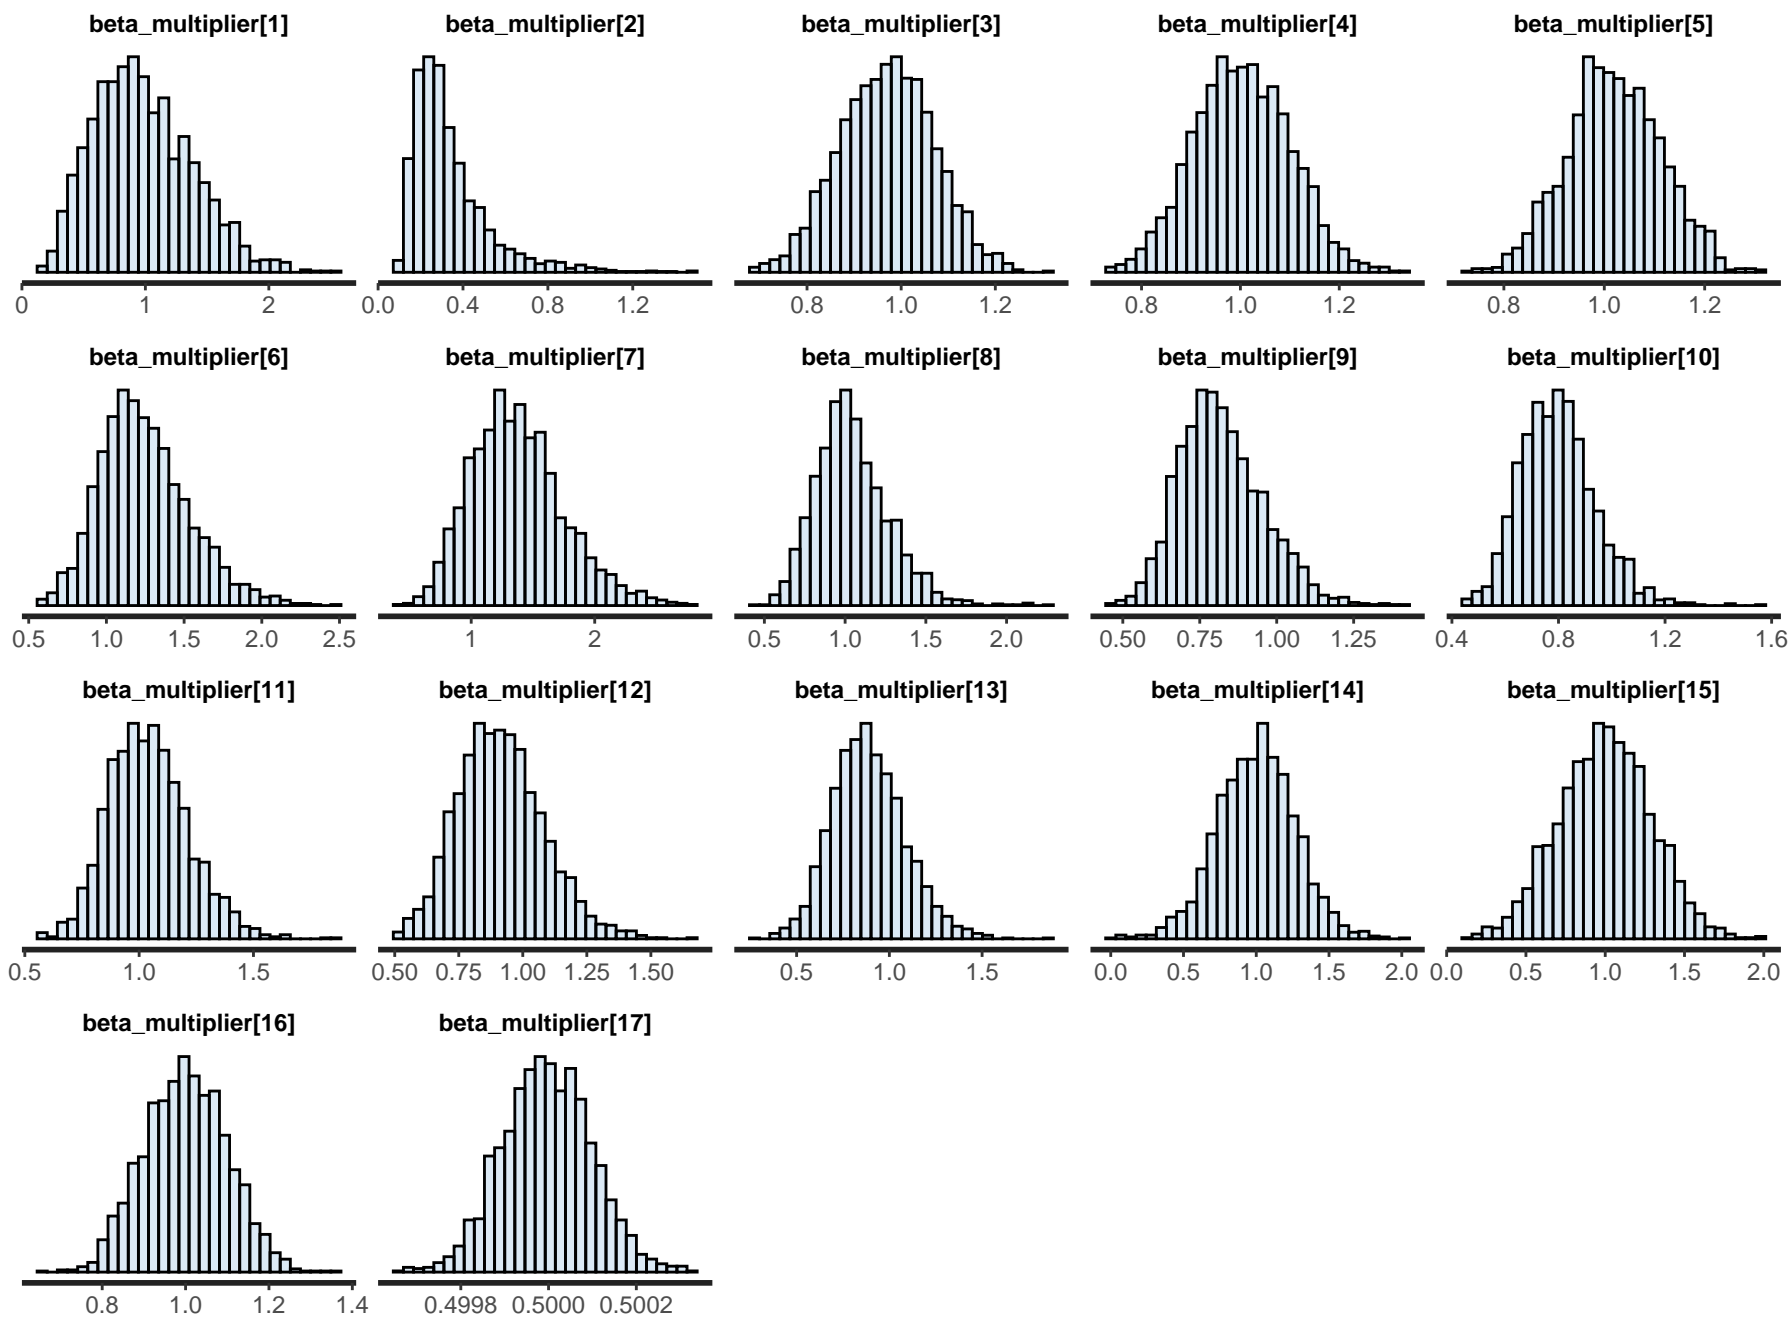 beta_multiplier[1] beta_multiplier[2] beta_multiplier[3] beta_multiplier[4] beta_multiplier[5]
0 1 2 0.0 0.4 0.8 1.2 0.8 1.0 1.2 0.8 1.0 1.2 0.8 1.0 1.2
beta_multiplier[6] beta_multiplier[7] beta_multiplier[8] beta_multiplier[9] beta_multiplier[10]
0.5 1.0 1.5 2.0 2.5 1 2 0.5 1.0 1.5 2.0 0.50 0.75 1.00 1.25 0.4 0.8 1.2 1.6
beta_multiplier[11] beta_multiplier[12] beta_multiplier[13] beta_multiplier[14] beta_multiplier[15]
0.5 1.0 1.5 0.50 0.75 1.00 1.25 1.50 0.5 1.0 1.5 0.0 0.5 1.0 1.5 2.0 0.0 0.5 1.0 1.5 2.0
beta_multiplier[16] beta_multiplier[17]
0.8 1.0 1.2 1.4 0.4998 0.5000 0.5002